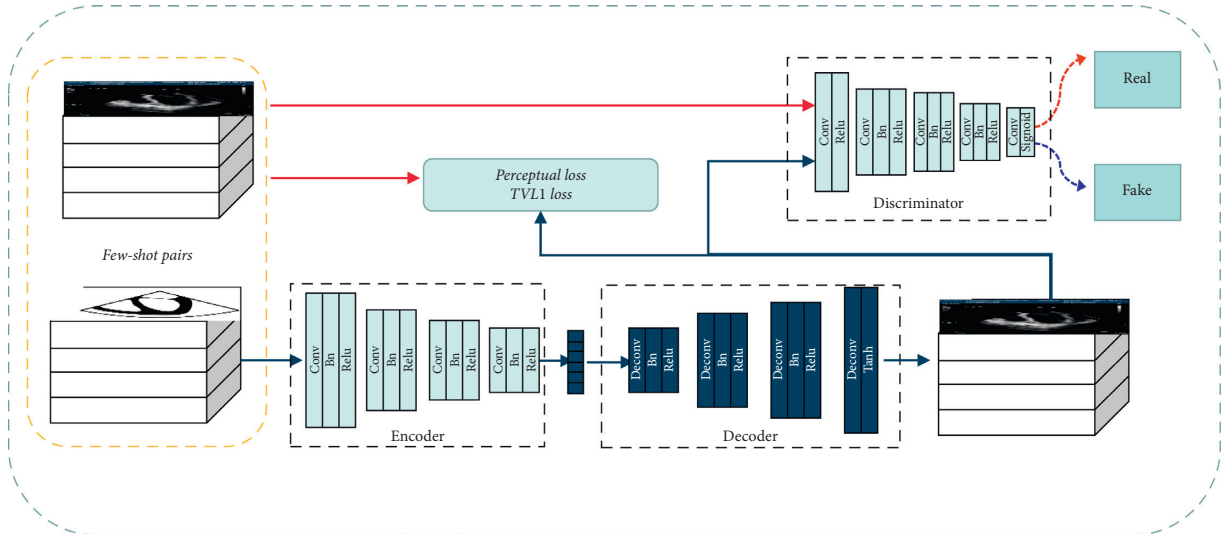 Conv
Relu
Conv
Bn
Relu
Conv
Bn
Relu
Conv
Bn
Relu
Conv
Signoid
Discriminator
Real
Fake
Perceptual loss
TVL1 loss
Few-shot pairs
Conv
Bn
Relu
Conv
Bn
Relu
Conv
Bn
Relu
Conv
Bn
Relu
Encoder
Deconv
Bn
Relu
Deconv
Bn
Relu
Deconv
Bn
Relu
Deconv
Tanh
Decoder